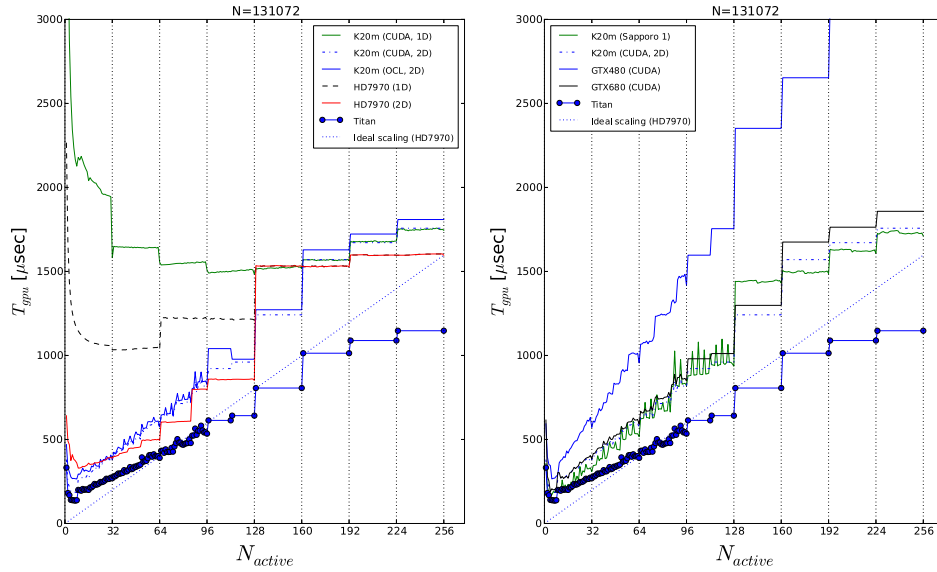 N=131072
3000
2500
2000
1500
1000
500
0
T_gpu [μsec]
K20m (CUDA, 1D)
K20m (CUDA, 2D)
K20m (OCL, 2D)
HD7970 (1D)
HD7970 (2D)
Titan
Ideal scaling (HD7970)
0 32 64 96 128 160 192 224 256
N_active
N=131072
3000
2500
2000
1500
1000
500
0
T_gpu [μsec]
K20m (Sapporo 1)
K20m (CUDA, 2D)
GTX480 (CUDA)
GTX680 (CUDA)
Titan
Ideal scaling (HD7970)
0 32 64 96 128 160 192 224 256
N_active